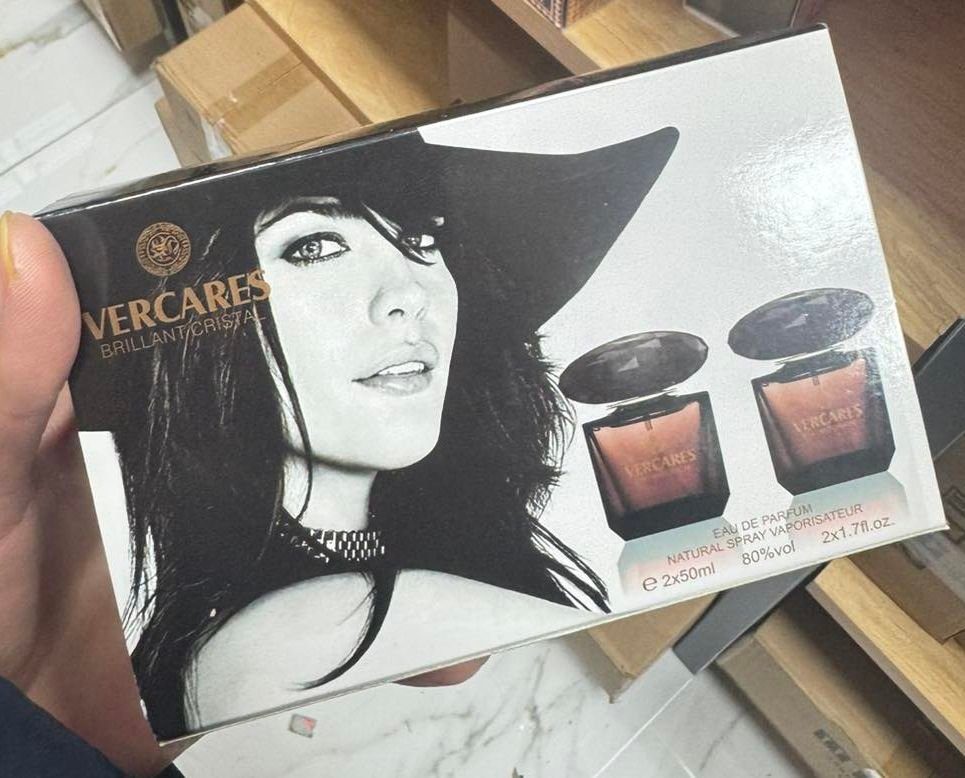 VERCARES
BRILLANT CRISTAL
VERCARES
VERCARES
EAU DE PARFUM
NATURAL SPRAY VAPORISATEUR
e 2x50ml 80%vol 2x1.7fl.oz.